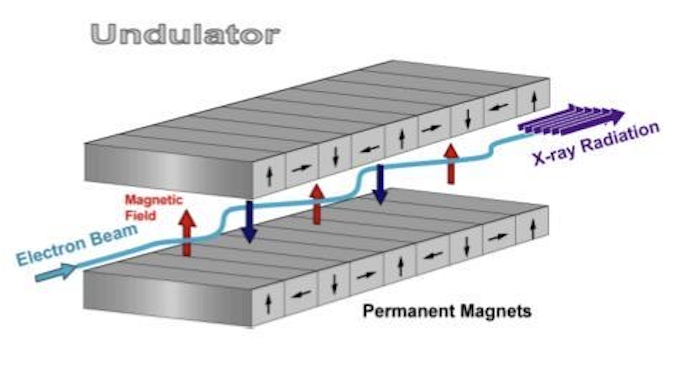 Undulator
X-ray Radiation
Magnetic
Field
Electron Beam
Permanent Magnets